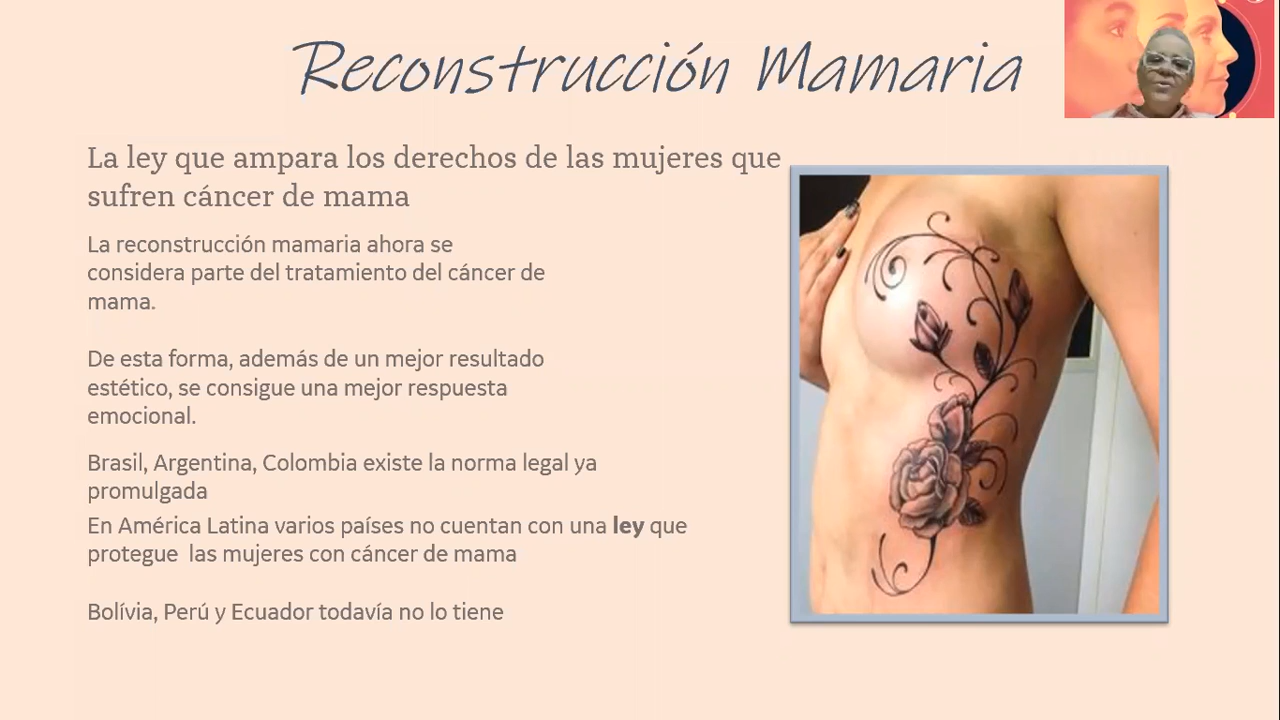 Reconstrucción Mamaria
La ley que ampara los derechos de las mujeres que
sufren cáncer de mama
La reconstrucción mamaria ahora se
considera parte del tratamiento del cáncer de
mama.
De esta forma, además de un mejor resultado
estético, se consigue una mejor respuesta
emocional.
Brasil, Argentina, Colombia existe la norma legal ya
promulgada
En América Latina varios países no cuentan con una ley que
protegue las mujeres con cáncer de mama
Bolívia, Perú y Ecuador todavía no lo tiene